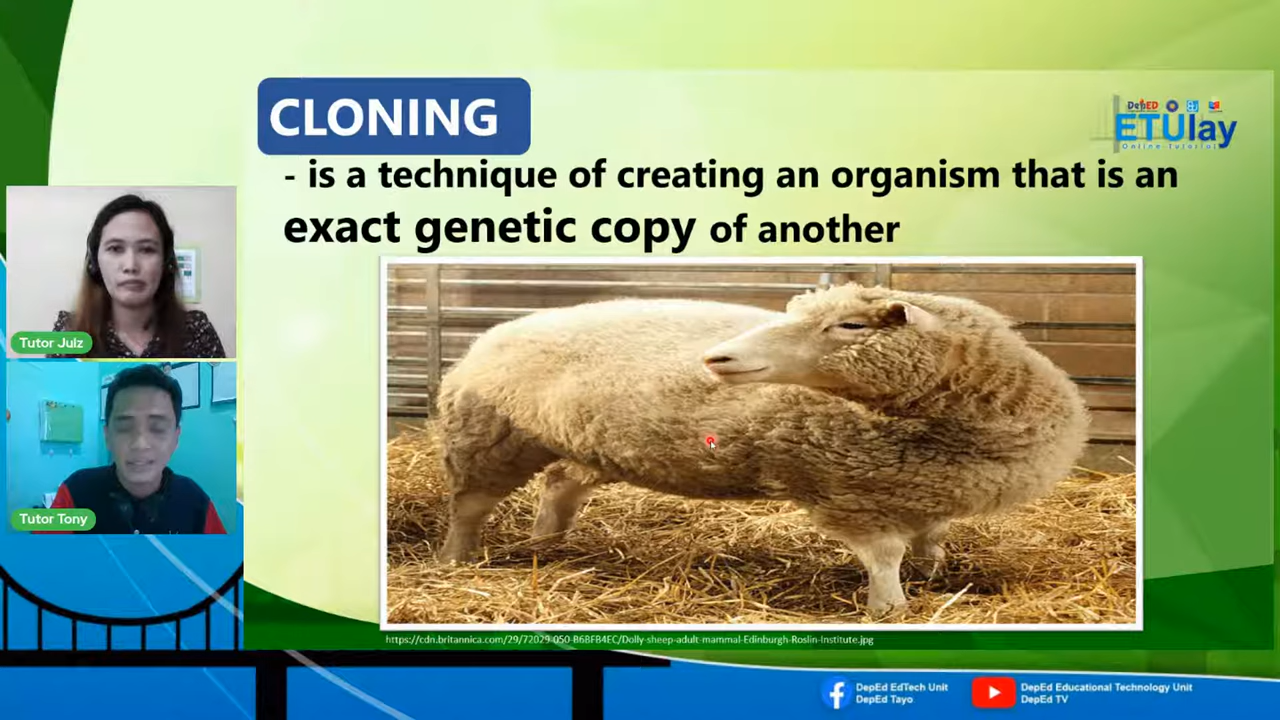 CLONING
- is a technique of creating an organism that is an
exact genetic copy of another
DepED
ETUlay
Online Tutorial
Tutor Julz
Tutor Tony
https://cdn.britannica.com/29/72029-050-B6BFB4EC/Dolly-sheep-adult-mammal-Edinburgh-Roslin-Institute.jpg
DepEd EdTech Unit
DepEd Tayo
DepEd Educational Technology Unit
DepEd TV